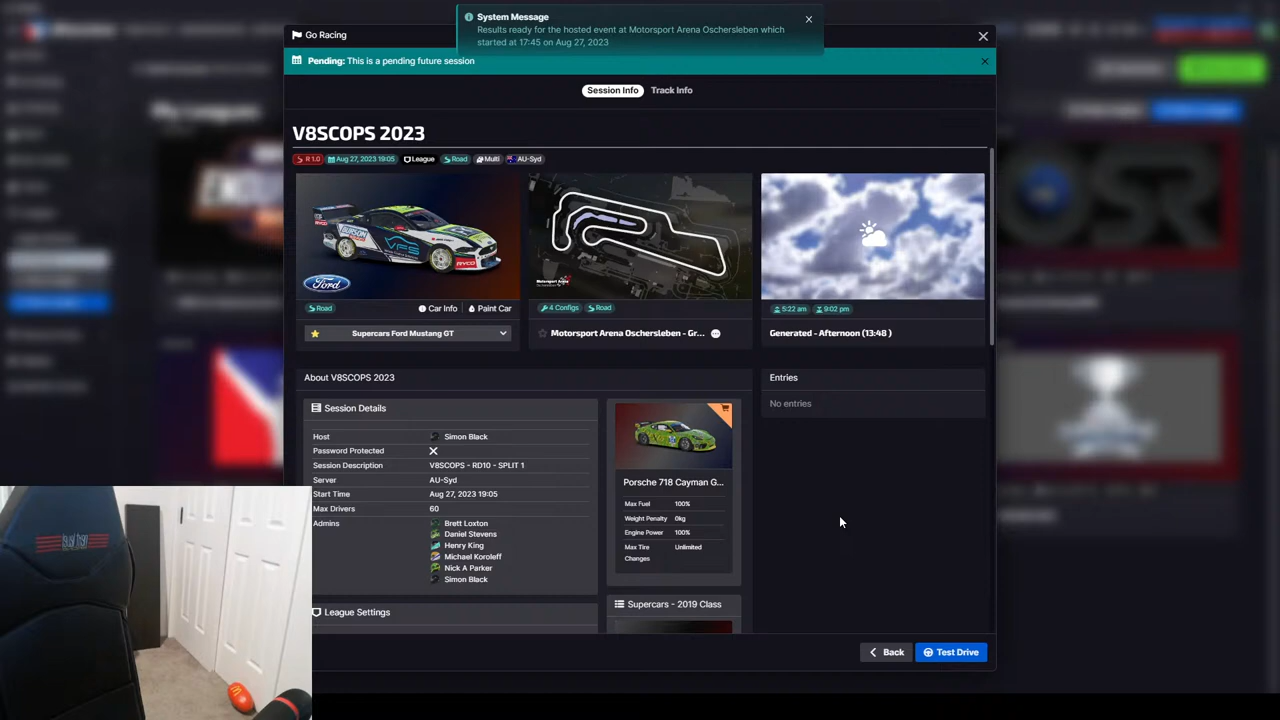 System Message
Results ready for the hosted event at Motorsport Arena Oschersleben which
started at 17:45 on Aug 27, 2023
Go Racing
Pending: This is a pending future session
Session Info
Track Info
V8SCOPS 2023
R 1.0
Aug 27, 2023 19:05
League
Road
Multi
AU-Syd
Ford
Road
Car Info
Paint Car
Supercars Ford Mustang GT
4 Configs
Road
Motorsport Arena Oschersleben - Gr...
5:22 am
9:02 pm
Generated - Afternoon (13:48 )
About V8SCOPS 2023
Entries
No entries
Session Details
Host Simon Black
Password Protected
Session Description V8SCOPS - RD10 - SPLIT 1
Server AU-Syd
Start Time Aug 27, 2023 19:05
Max Drivers 60
Admins Brett Loxton
Daniel Stevens
Henry King
Michael Koroleff
Nick A Parker
Simon Black
Porsche 718 Cayman G...
Max Fuel 100%
Weight Penalty 0kg
Engine Power 100%
Max Tire Unlimited
Changes
League Settings
Supercars - 2019 Class
Back
Test Drive